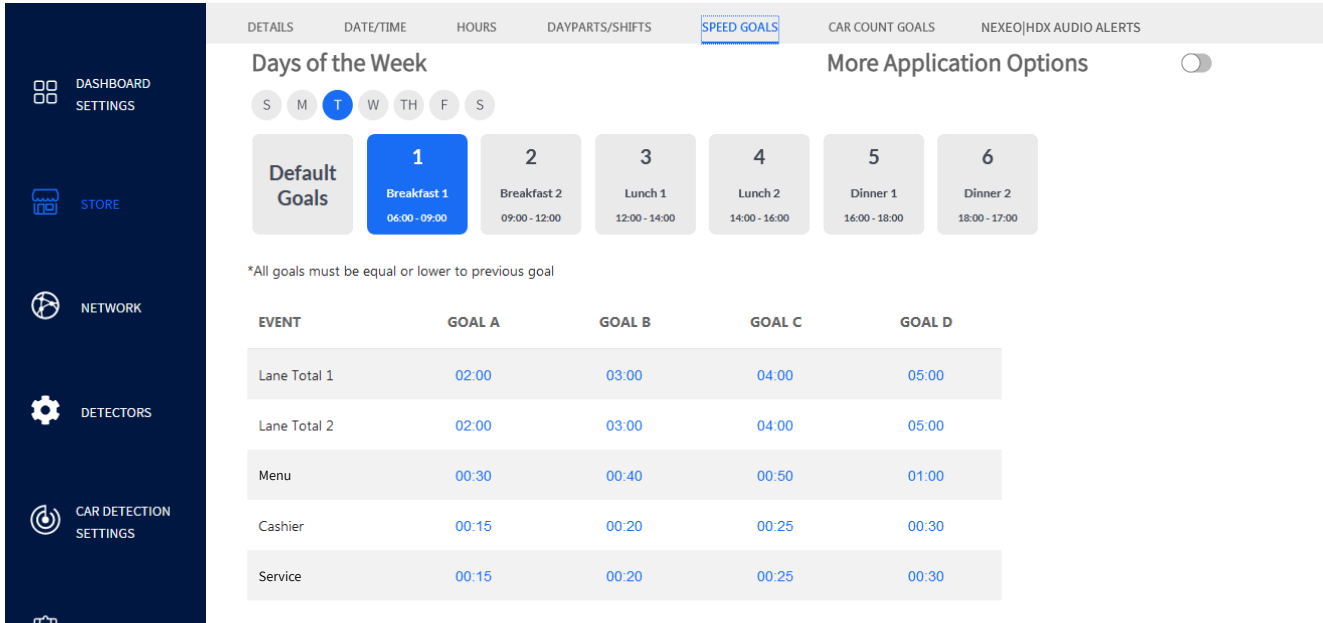 DETAILS DATE/TIME HOURS DAYPARTS/SHIFTS SPEED GOALS CAR COUNT GOALS NEXEO|HDX AUDIO ALERTS
DASHBOARD
SETTINGS
STORE
NETWORK
DETECTORS
CAR DETECTION
SETTINGS
Days of the Week More Application Options
S M T W TH F S
Default
Goals
1
Breakfast 1
06:00 - 09:00
2
Breakfast 2
09:00 - 12:00
3
Lunch 1
12:00 - 14:00
4
Lunch 2
14:00 - 16:00
5
Dinner 1
16:00 - 18:00
6
Dinner 2
18:00 - 17:00
*All goals must be equal or lower to previous goal
EVENT GOAL A GOAL B GOAL C GOAL D
Lane Total 1 02:00 03:00 04:00 05:00
Lane Total 2 02:00 03:00 04:00 05:00
Menu 00:30 00:40 00:50 01:00
Cashier 00:15 00:20 00:25 00:30
Service 00:15 00:20 00:25 00:30